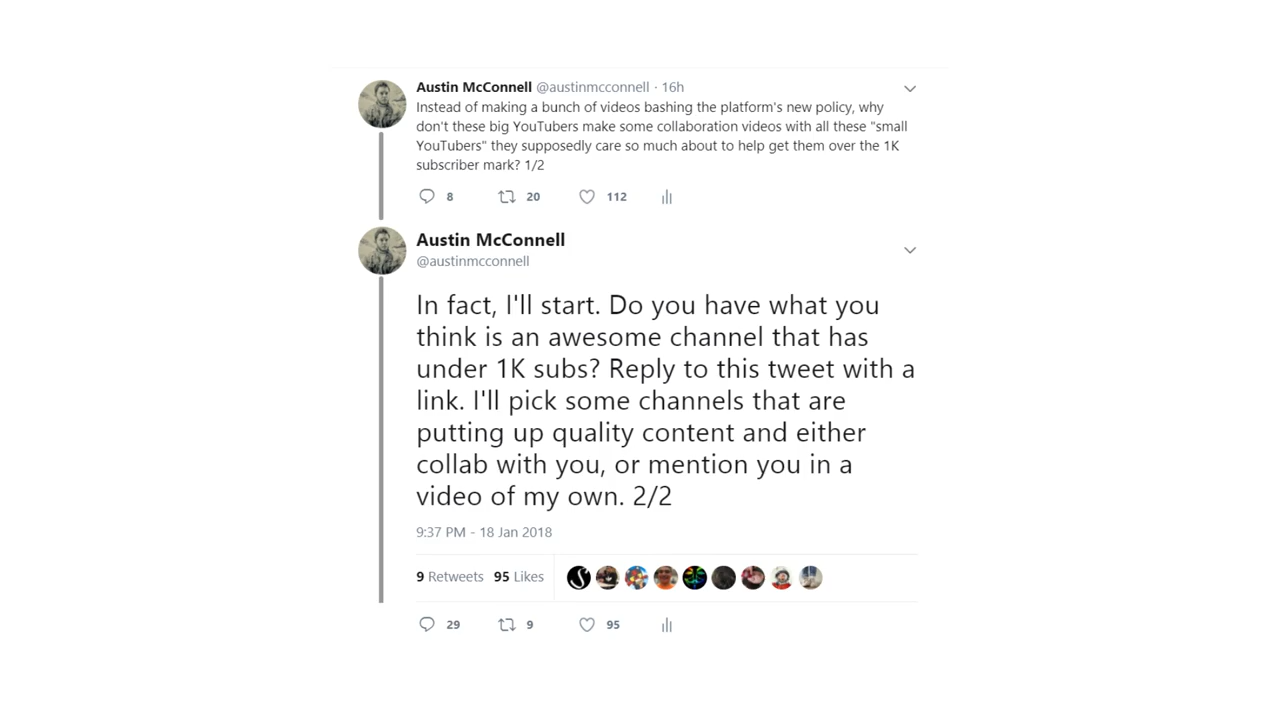 Austin McConnell @austinmcconnell · 16h
Instead of making a bunch of videos bashing the platform's new policy, why
don't these big YouTubers make some collaboration videos with all these "small
YouTubers" they supposedly care so much about to help get them over the 1K
subscriber mark? 1/2
8 20 112
Austin McConnell
@austinmcconnell
In fact, I'll start. Do you have what you
think is an awesome channel that has
under 1K subs? Reply to this tweet with a
link. I'll pick some channels that are
putting up quality content and either
collab with you, or mention you in a
video of my own. 2/2
9:37 PM - 18 Jan 2018
9 Retweets 95 Likes
29 9 95